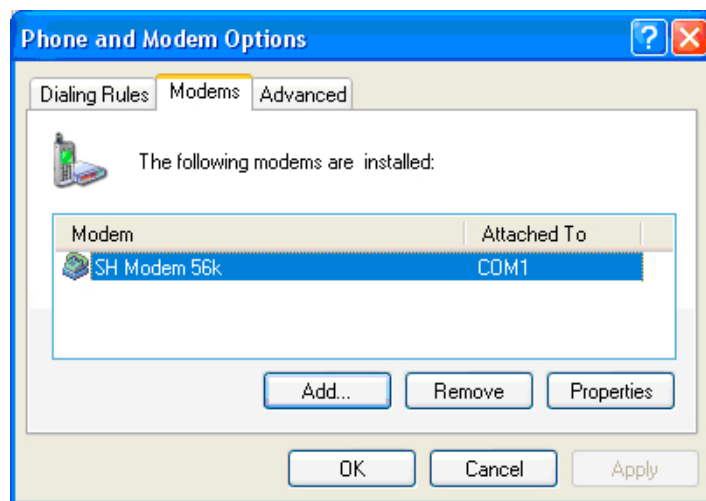 Phone and Modem Options
Dialing Rules Modems Advanced
The following modems are installed:
Modem Attached To
SH Modem 56k COM1
Add... Remove Properties
OK Cancel Apply